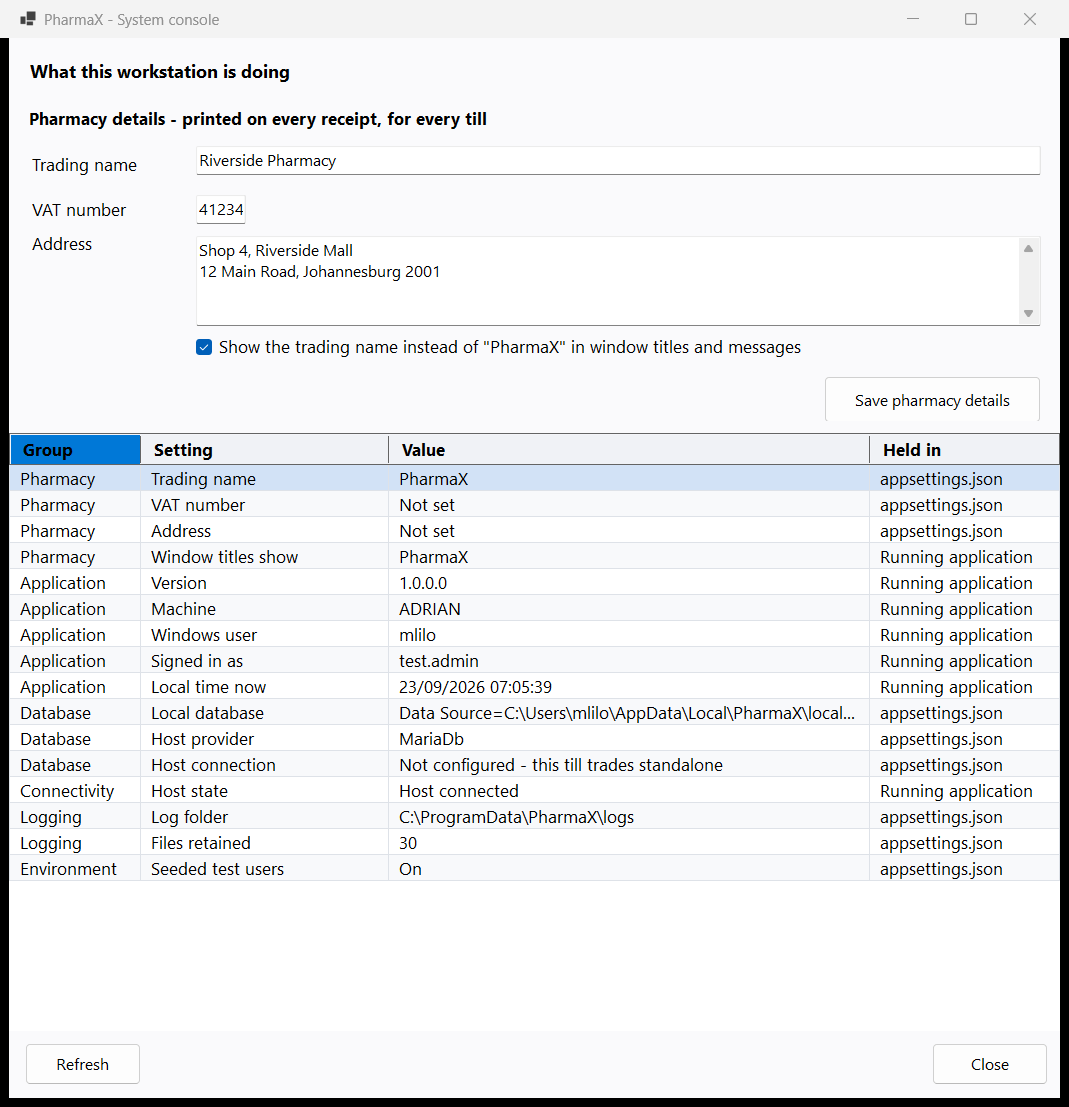 PharmaX - System console
What this workstation is doing
Pharmacy details - printed on every receipt, for every till
Trading name Riverside Pharmacy
VAT number 41234
Address Shop 4, Riverside Mall
12 Main Road, Johannesburg 2001
Show the trading name instead of "PharmaX" in window titles and messages
Save pharmacy details
Group Setting Value Held in
Pharmacy Trading name PharmaX appsettings.json
Pharmacy VAT number Not set appsettings.json
Pharmacy Address Not set appsettings.json
Pharmacy Window titles show PharmaX Running application
Application Version 1.0.0.0 Running application
Application Machine ADRIAN Running application
Application Windows user mlilo Running application
Application Signed in as test.admin Running application
Application Local time now 23/09/2026 07:05:39 Running application
Database Local database Data Source=C:\Users\mlilo\AppData\Local\PharmaX\local... appsettings.json
Database Host provider MariaDb appsettings.json
Database Host connection Not configured - this till trades standalone appsettings.json
Connectivity Host state Host connected Running application
Logging Log folder C:\ProgramData\PharmaX\logs appsettings.json
Logging Files retained 30 appsettings.json
Environment Seeded test users On appsettings.json
Refresh Close